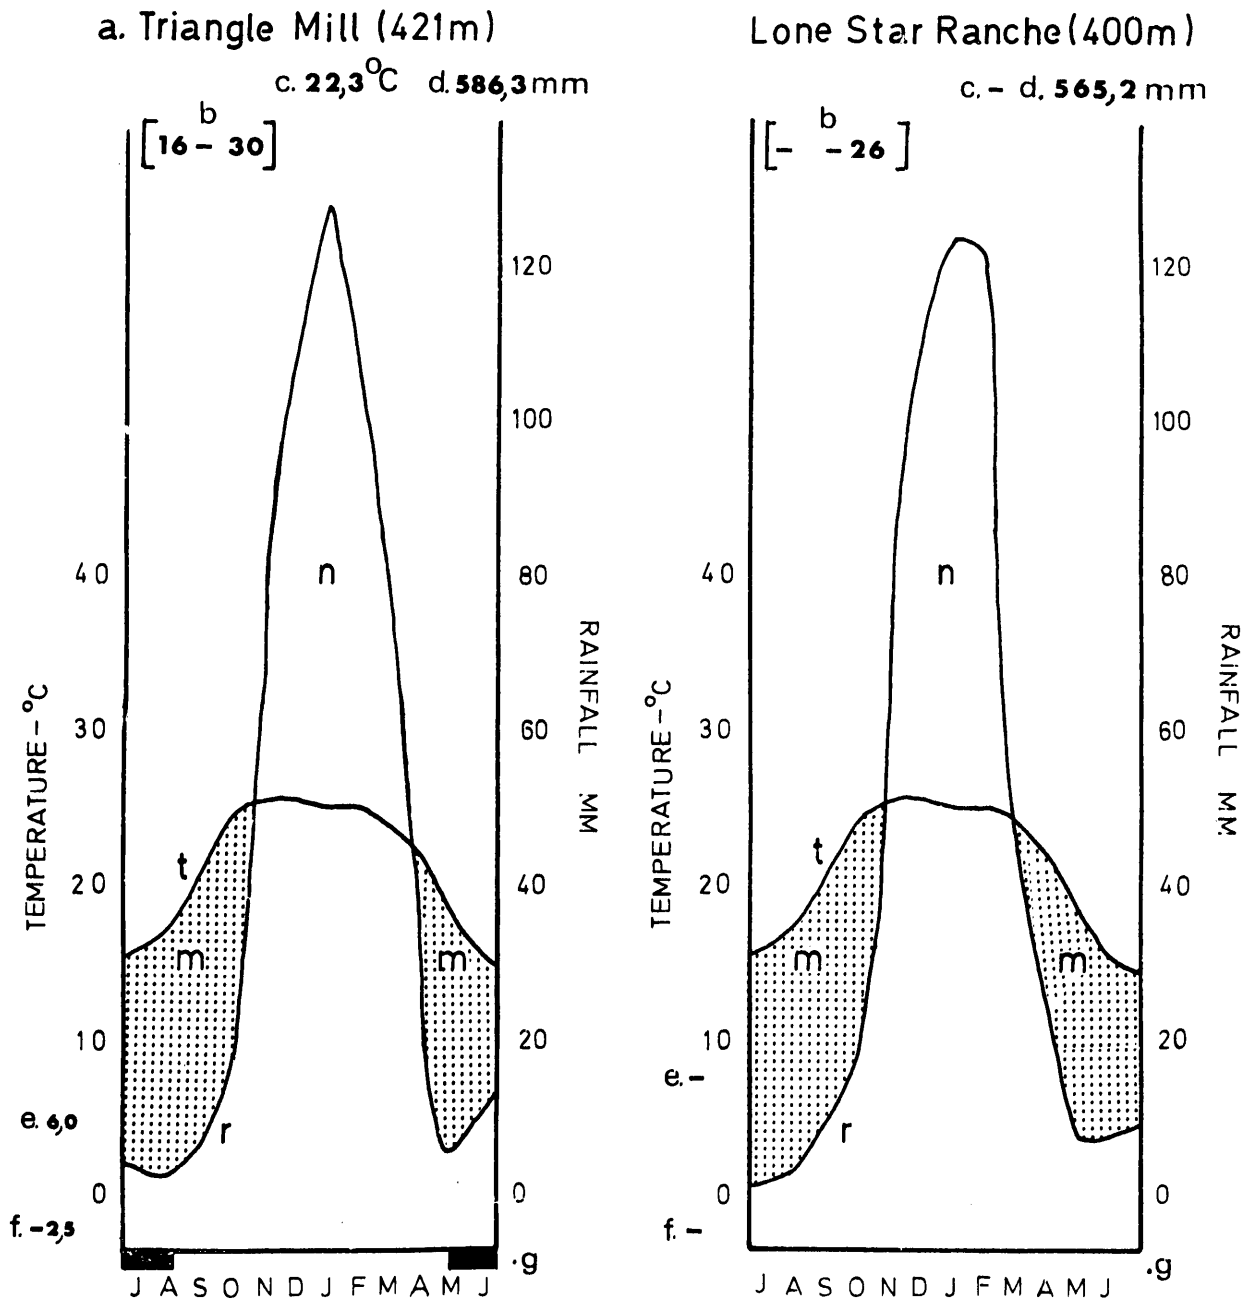 a. Triangle Mill (421m)
c. 22,3°C d. 586,3 mm
b
[16 – 30]
120
100
40
80
30
60
20
40
10
20
0
0
TEMPERATURE – °C
RAINFALL MM
n
t
m
m
r
e. 6,0
f. –2,5
.g
J A S O N D J F M A M J
Lone Star Ranche (400m)
c. – d. 565,2 mm
b
[– –26]
120
100
40
80
30
60
20
40
10
20
0
0
TEMPERATURE – °C
RAINFALL MM
n
t
m
m
r
e. –
f. –
.g
J A S O N D J F M A M J